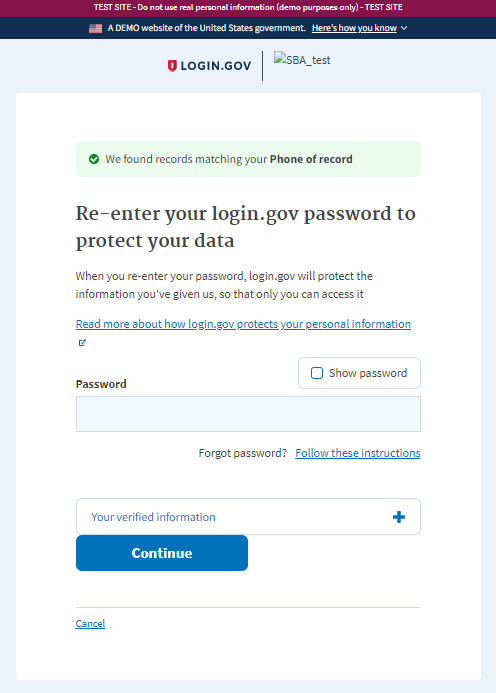 TEST SITE - Do not use real personal information (demo purposes only) - TEST SITE
A DEMO website of the United States government. Here's how you know
LOGIN.GOV SBA_test
We found records matching your Phone of record
Re-enter your login.gov password to
protect your data
When you re-enter your password, login.gov will protect the
information you've given us, so that only you can access it
Read more about how login.gov protects your personal information
Show password
Password
Forgot password? Follow these instructions
Your verified information
Continue
Cancel